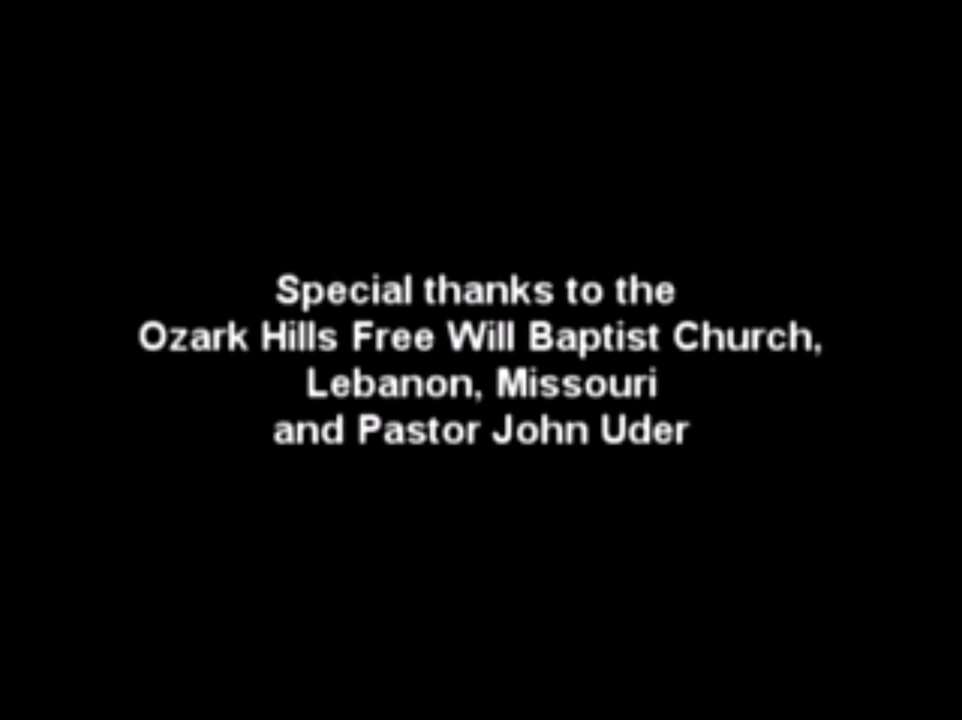 Special thanks to the
Ozark Hills Free Will Baptist Church,
Lebanon, Missouri
and Pastor John Uder